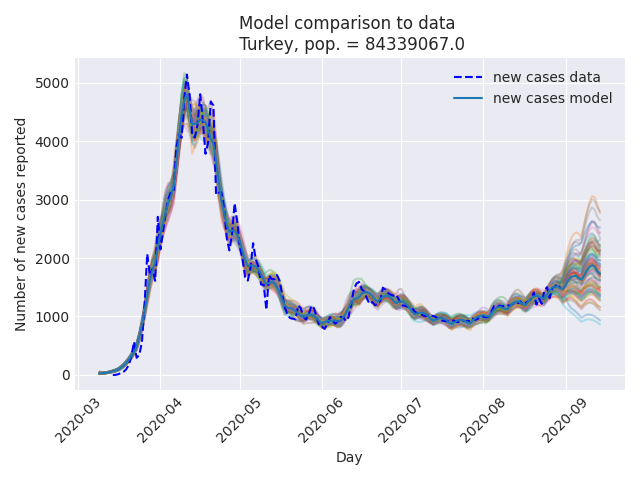 Model comparison to data
Turkey, pop. = 84339067.0
new cases data
new cases model
Number of new cases reported
5000
4000
3000
2000
1000
0
2020-03
2020-04
2020-05
2020-06
2020-07
2020-08
2020-09
Day